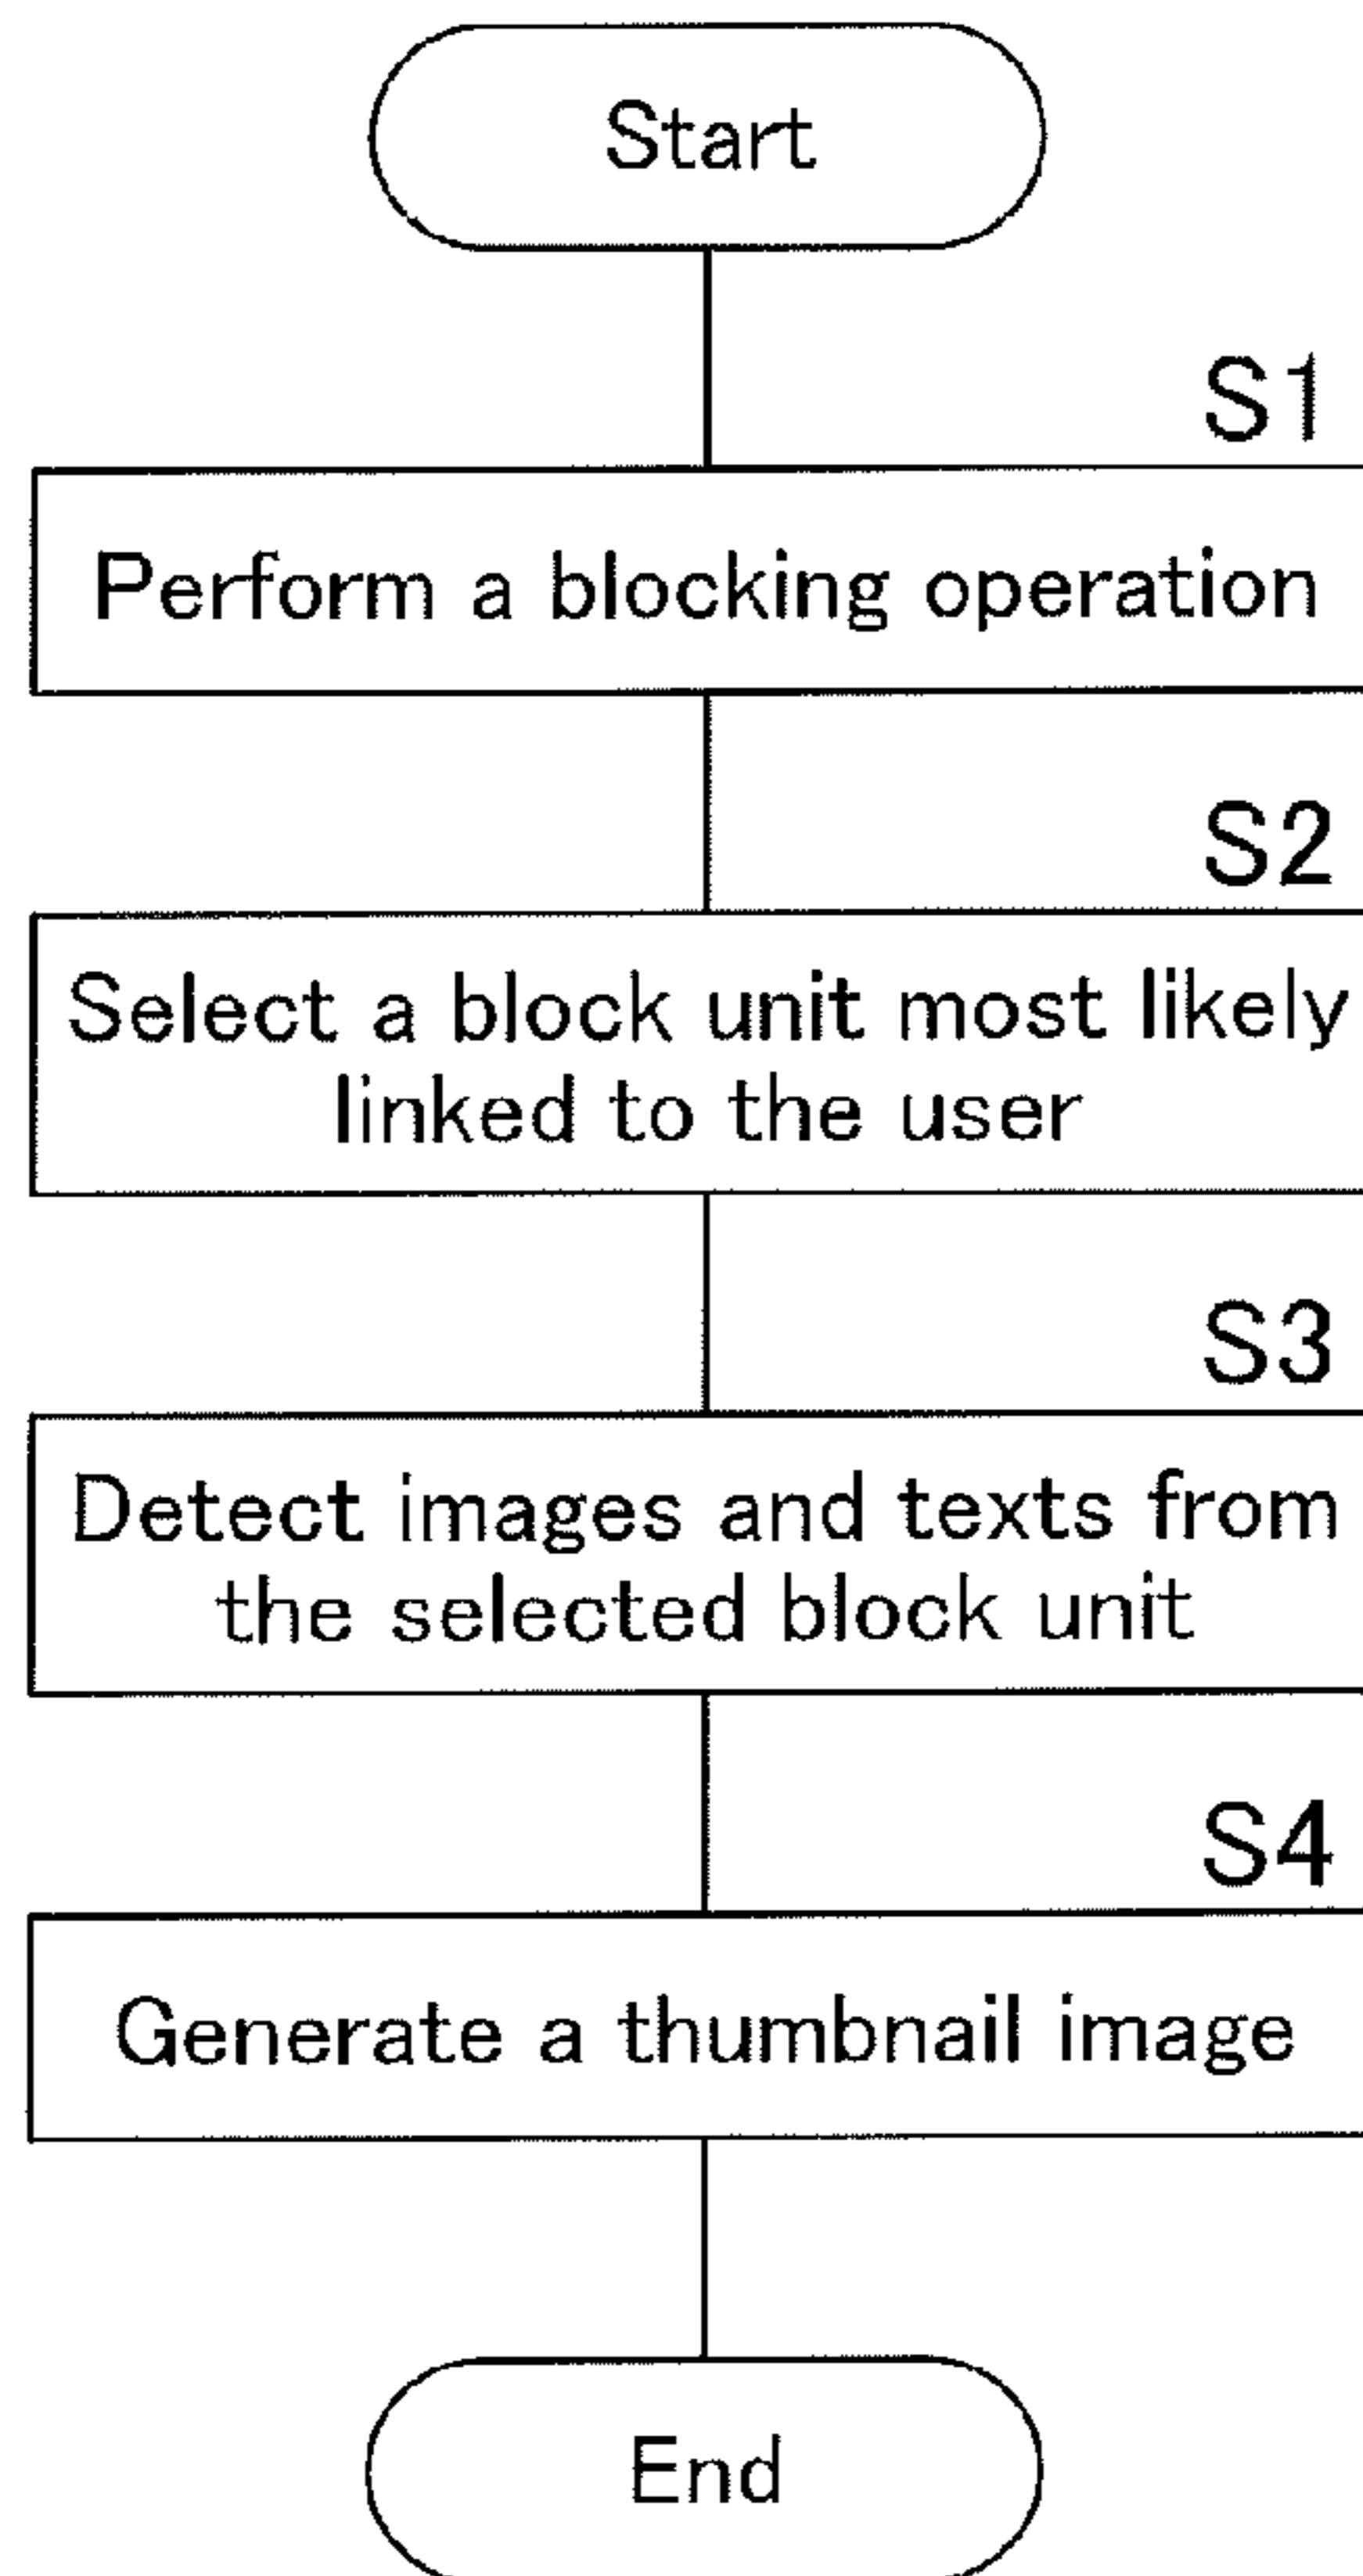 Start
S1
Perform a blocking operation
S2
Select a block unit most likely
linked to the user
S3
Detect images and texts from
the selected block unit
S4
Generate a thumbnail image
End